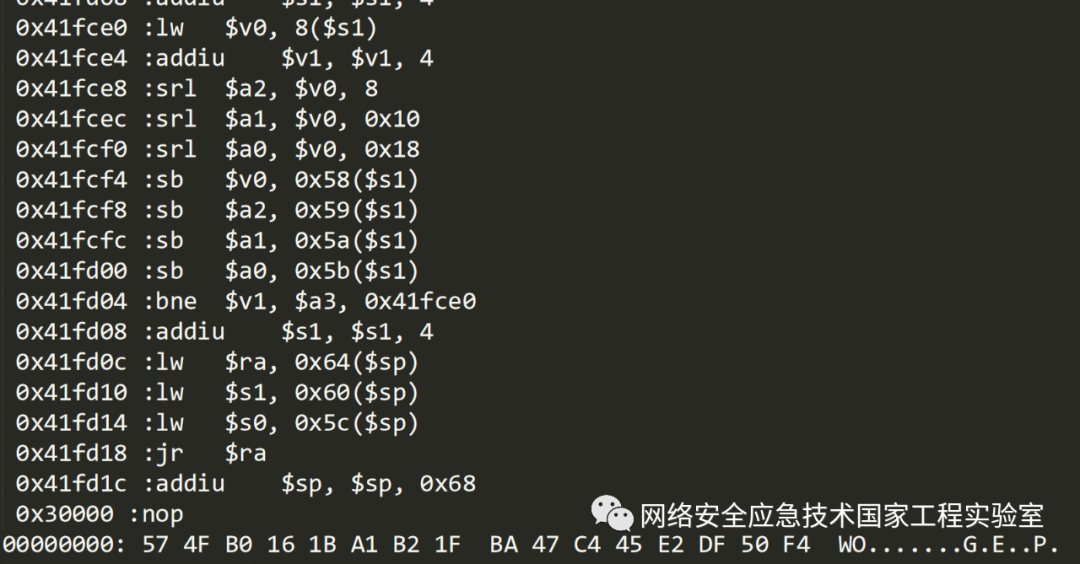 0x41fd08 :addiu    $s1, $s1, 4
0x41fce0 :lw   $v0, 8($s1)
0x41fce4 :addiu    $v1, $v1, 4
0x41fce8 :srl  $a2, $v0, 8
0x41fcec :srl  $a1, $v0, 0x10
0x41fcf0 :srl  $a0, $v0, 0x18
0x41fcf4 :sb   $v0, 0x58($s1)
0x41fcf8 :sb   $a2, 0x59($s1)
0x41fcfc :sb   $a1, 0x5a($s1)
0x41fd00 :sb   $a0, 0x5b($s1)
0x41fd04 :bne  $v1, $a3, 0x41fce0
0x41fd08 :addiu    $s1, $s1, 4
0x41fd0c :lw   $ra, 0x64($sp)
0x41fd10 :lw   $s1, 0x60($sp)
0x41fd14 :lw   $s0, 0x5c($sp)
0x41fd18 :jr   $ra
0x41fd1c :addiu    $sp, $sp, 0x68
0x30000 :nop
网络安全应急技术国家工程实验室
00000000: 57 4F B0 16 1B A1 B2 1F  BA 47 C4 45 E2 DF 50 F4  WO.......G.E..P.